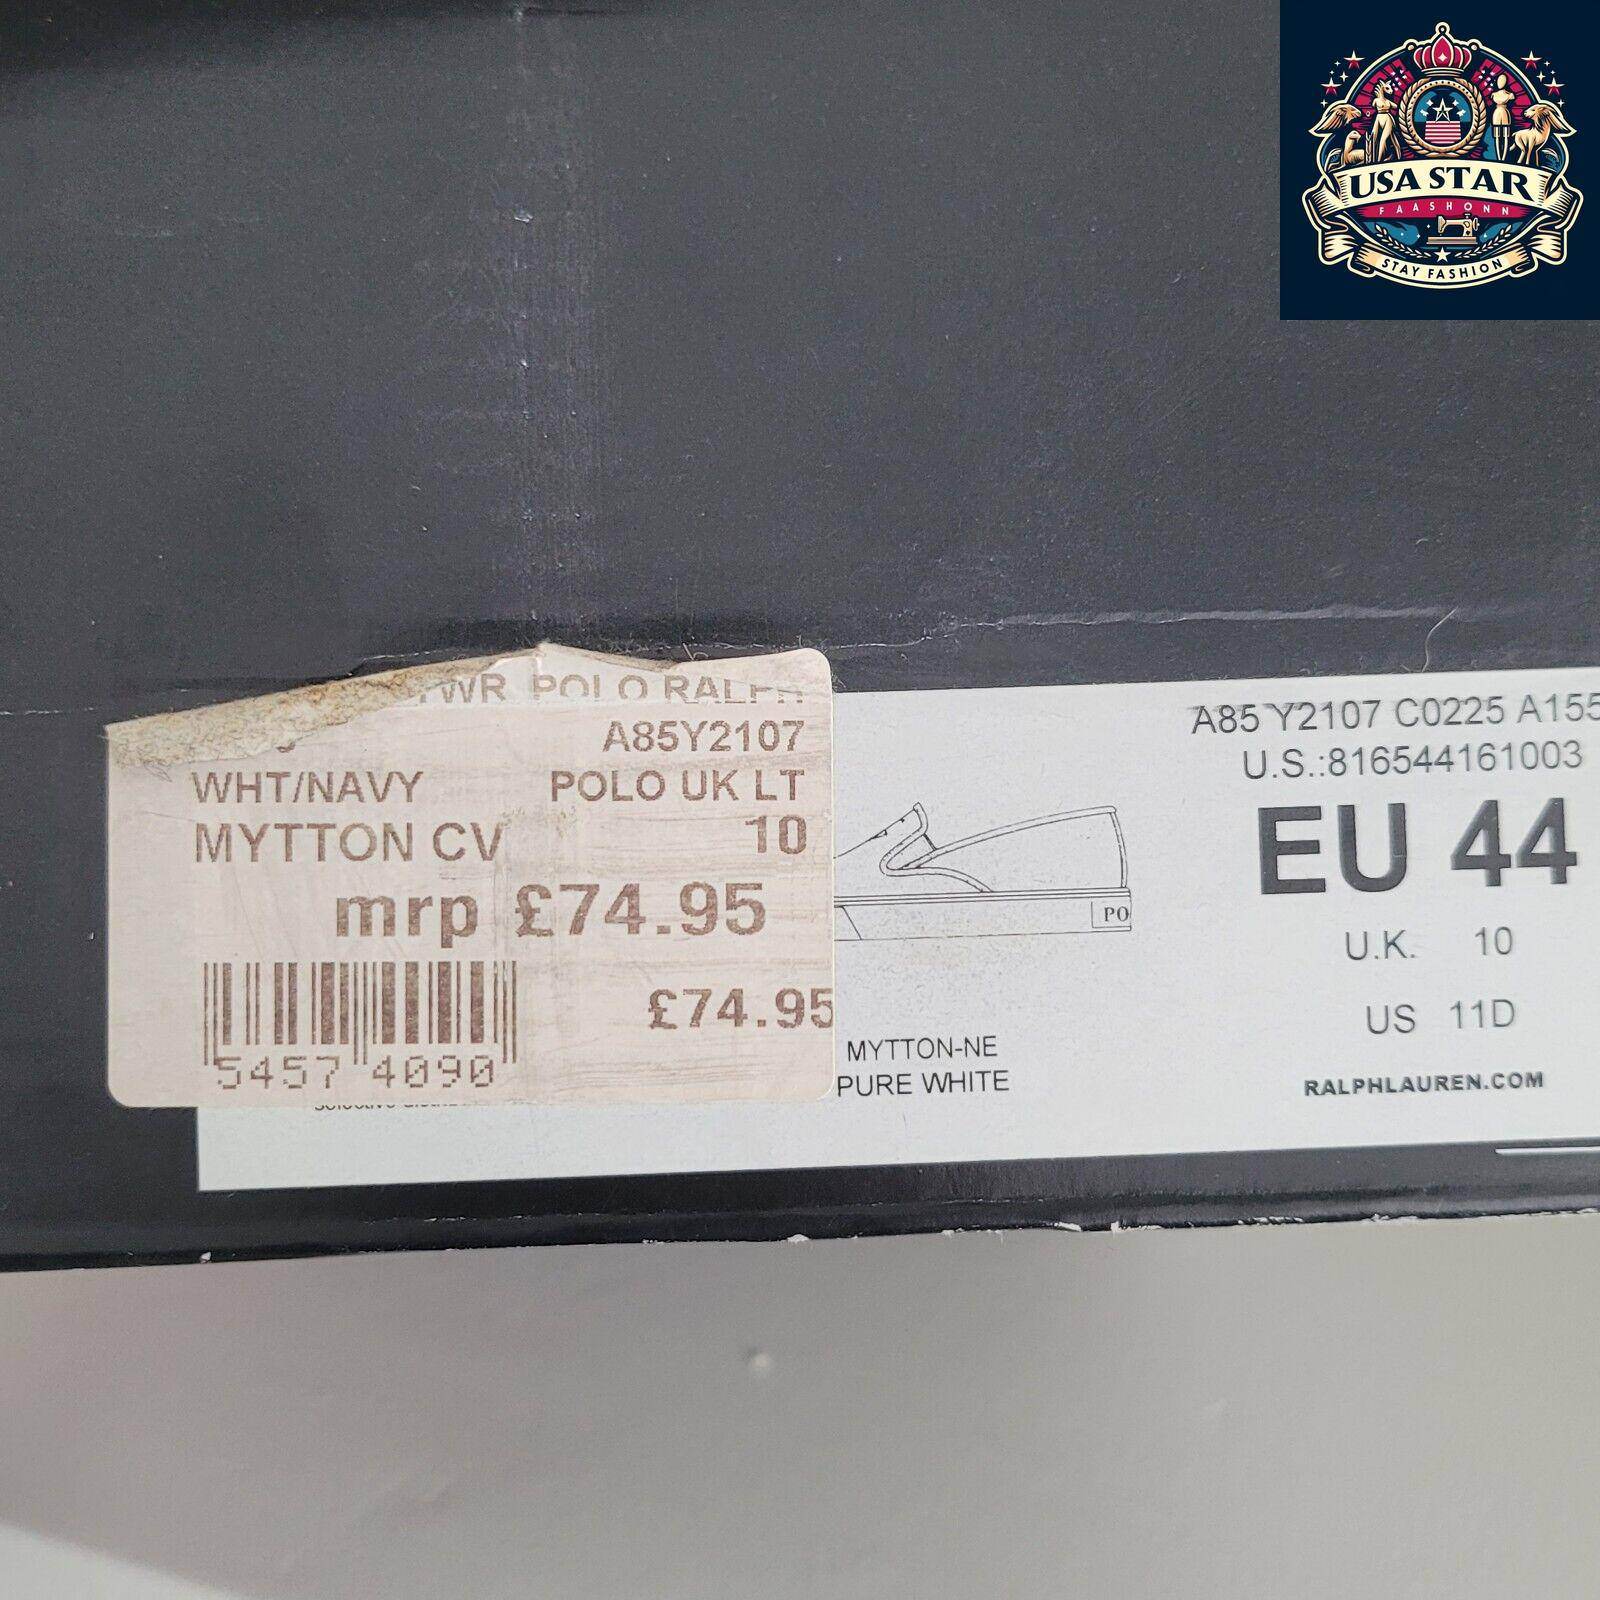 USA STAR
FAASHONN
STAY FASHION
POLO RALPH
A85Y2107
WHT/NAVY POLO UK LT
MYTTON CV 10
mrp £74.95
£74.95
5457 4090
A85 Y2107 C0225 A155
U.S.:816544161003
EU 44
U.K. 10
US 11D
RALPHLAUREN.COM
PO
MYTTON-NE
PURE WHITE